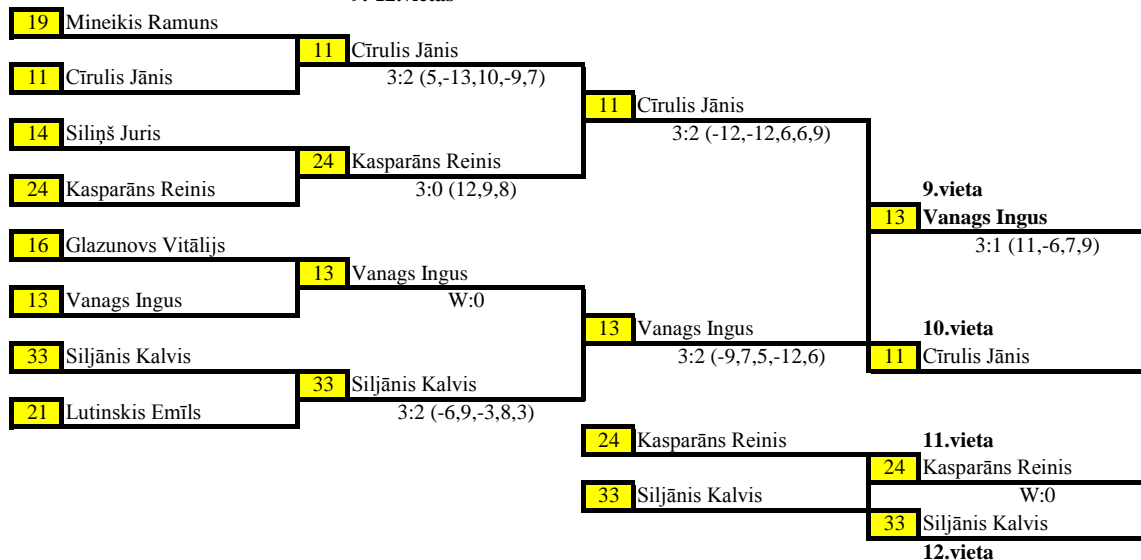 19 Mineikis Ramuns
11 Cīrulis Jānis
11 Cīrulis Jānis
3:2 (5,-13,10,-9,7)
11 Cīrulis Jānis
14 Siliņš Juris
3:2 (-12,-12,6,6,9)
24 Kasparāns Reinis
24 Kasparāns Reinis
3:0 (12,9,8)
9.vieta
13 Vanags Ingus
16 Glazunovs Vitālijs
3:1 (11,-6,7,9)
13 Vanags Ingus
13 Vanags Ingus
W:0
13 Vanags Ingus
10.vieta
33 Siljānis Kalvis
3:2 (-9,7,5,-12,6)
11 Cīrulis Jānis
33 Siljānis Kalvis
21 Lutinskis Emīls
3:2 (-6,9,-3,8,3)
24 Kasparāns Reinis
11.vieta
24 Kasparāns Reinis
33 Siljānis Kalvis
W:0
33 Siljānis Kalvis
12.vieta